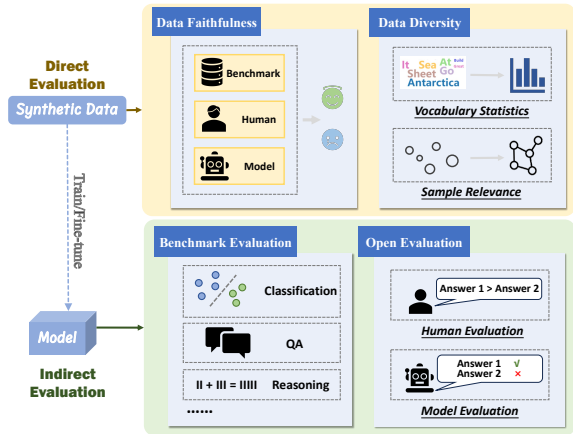 Data Faithfulness
Data Diversity
Direct Evaluation
Synthetic Data
Benchmark
Human
Model
It Sea At Build
Sheet Go
Antarctica
Vocabulary Statistics
Sample Relevance
Train/Fine-tune
Benchmark Evaluation
Open Evaluation
Classification
QA
II + III = IIIII Reasoning
......
Answer 1 > Answer 2
Human Evaluation
Answer 1 √
Answer 2 ×
Model Evaluation
Model
Indirect Evaluation